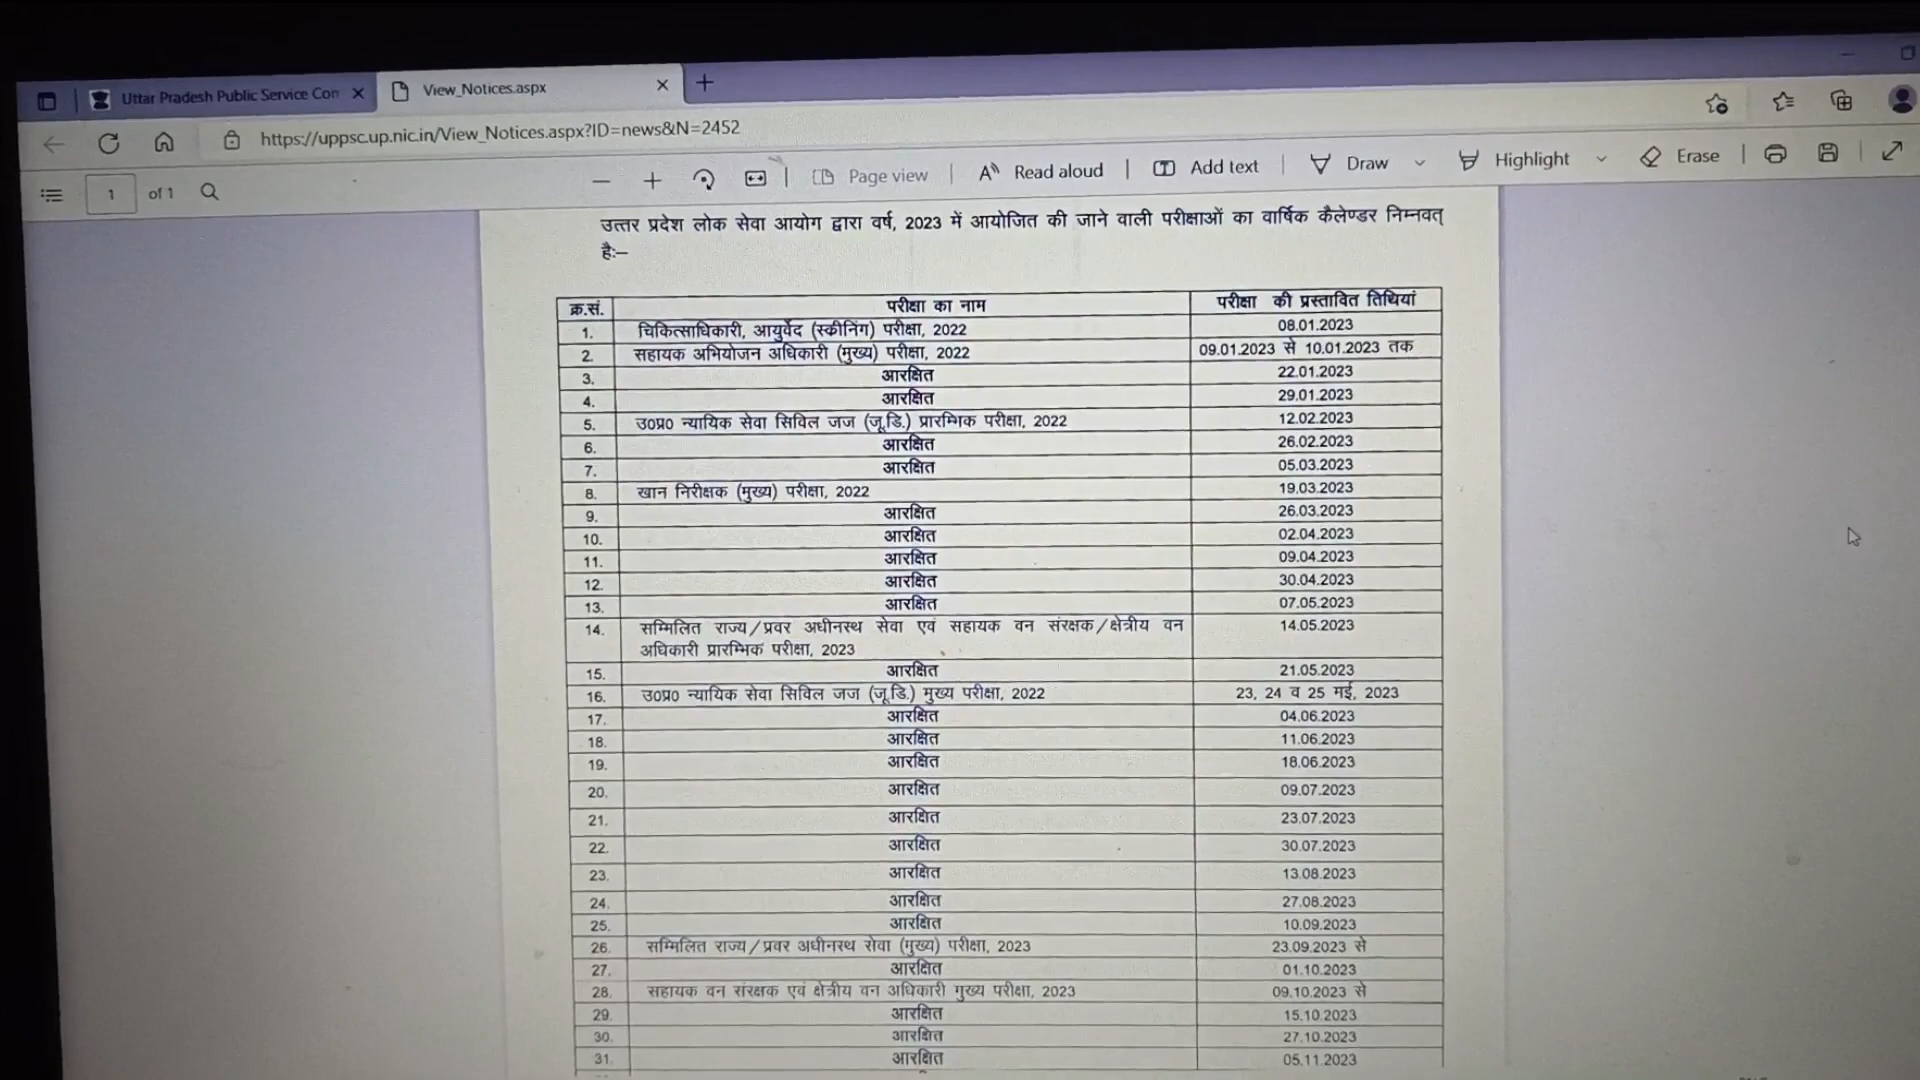 Uttar Pradesh Public Service Con
View_Notices.aspx
https://uppsc.up.nic.in/View_Notices.aspx?ID=news&N=2452
1 of 1
Page view
Read aloud
Add text
Draw
Highlight
Erase
उत्तर प्रदेश लोक सेवा आयोग द्वारा वर्ष, 2023 में आयोजित की जाने वाली परीक्षाओं का वार्षिक कैलेण्डर निम्नवत्
है:–
क्र.सं. परीक्षा का नाम परीक्षा की प्रस्तावित तिथियां
1. चिकित्साधिकारी, आयुर्वेद (स्क्रीनिंग) परीक्षा, 2022 08.01.2023
2. सहायक अभियोजन अधिकारी (मुख्य) परीक्षा, 2022 09.01.2023 से 10.01.2023 तक
3. आरक्षित 22.01.2023
4. आरक्षित 29.01.2023
5. उ0प्र0 न्यायिक सेवा सिविल जज (जू.डि.) प्रारम्भिक परीक्षा, 2022 12.02.2023
6. आरक्षित 26.02.2023
7. आरक्षित 05.03.2023
8. खान निरीक्षक (मुख्य) परीक्षा, 2022 19.03.2023
9. आरक्षित 26.03.2023
10. आरक्षित 02.04.2023
11. आरक्षित 09.04.2023
12. आरक्षित 30.04.2023
13. आरक्षित 07.05.2023
14. सम्मिलित राज्य/प्रवर अधीनस्थ सेवा एवं सहायक वन संरक्षक/क्षेत्रीय वन 14.05.2023
अधिकारी प्रारम्भिक परीक्षा, 2023
15. आरक्षित 21.05.2023
16. उ0प्र0 न्यायिक सेवा सिविल जज (जू.डि.) मुख्य परीक्षा, 2022 23, 24 व 25 मई, 2023
17. आरक्षित 04.06.2023
18. आरक्षित 11.06.2023
19. आरक्षित 18.06.2023
20. आरक्षित 09.07.2023
21. आरक्षित 23.07.2023
22. आरक्षित 30.07.2023
23. आरक्षित 13.08.2023
24. आरक्षित 27.08.2023
25. आरक्षित 10.09.2023
26. सम्मिलित राज्य/प्रवर अधीनस्थ सेवा (मुख्य) परीक्षा, 2023 23.09.2023 से
27. आरक्षित 01.10.2023
28. सहायक वन संरक्षक एवं क्षेत्रीय वन अधिकारी मुख्य परीक्षा, 2023 09.10.2023 से
29. आरक्षित 15.10.2023
30. आरक्षित 27.10.2023
31. आरक्षित 05.11.2023